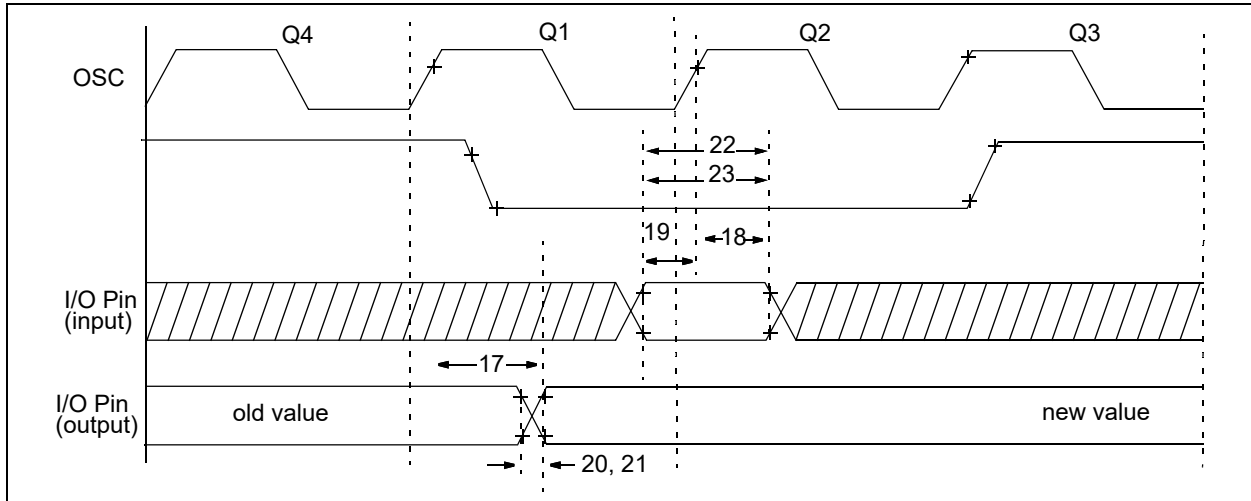 Q4 Q1 Q2 Q3
OSC
22
23
19
18
I/O Pin
(input)
17
I/O Pin
(output)
old value
new value
20, 21